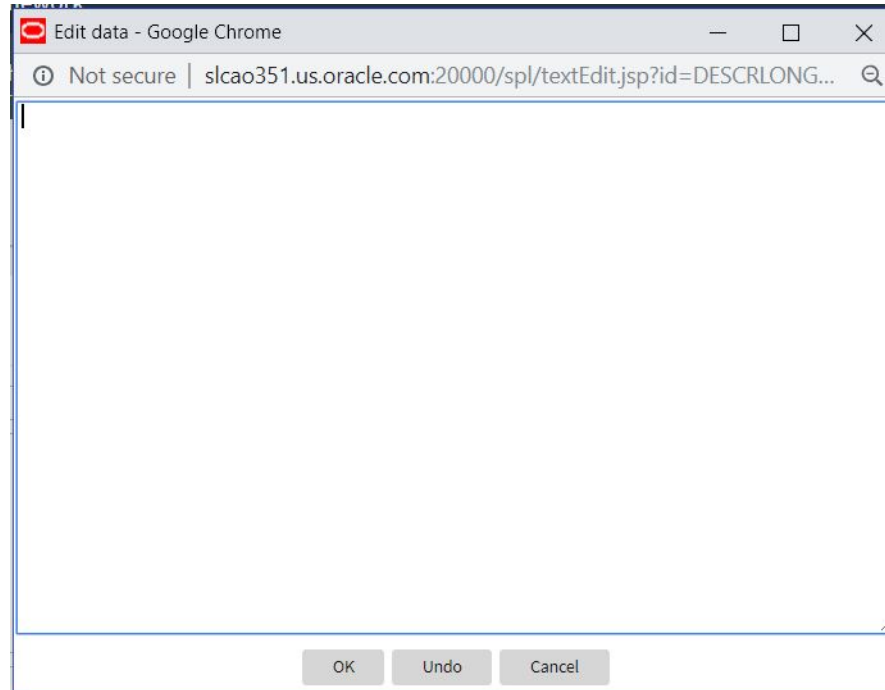 Edit data - Google Chrome
Not secure | slcao351.us.oracle.com:20000/spl/textEdit.jsp?id=DESCRLONG...
OK Undo Cancel